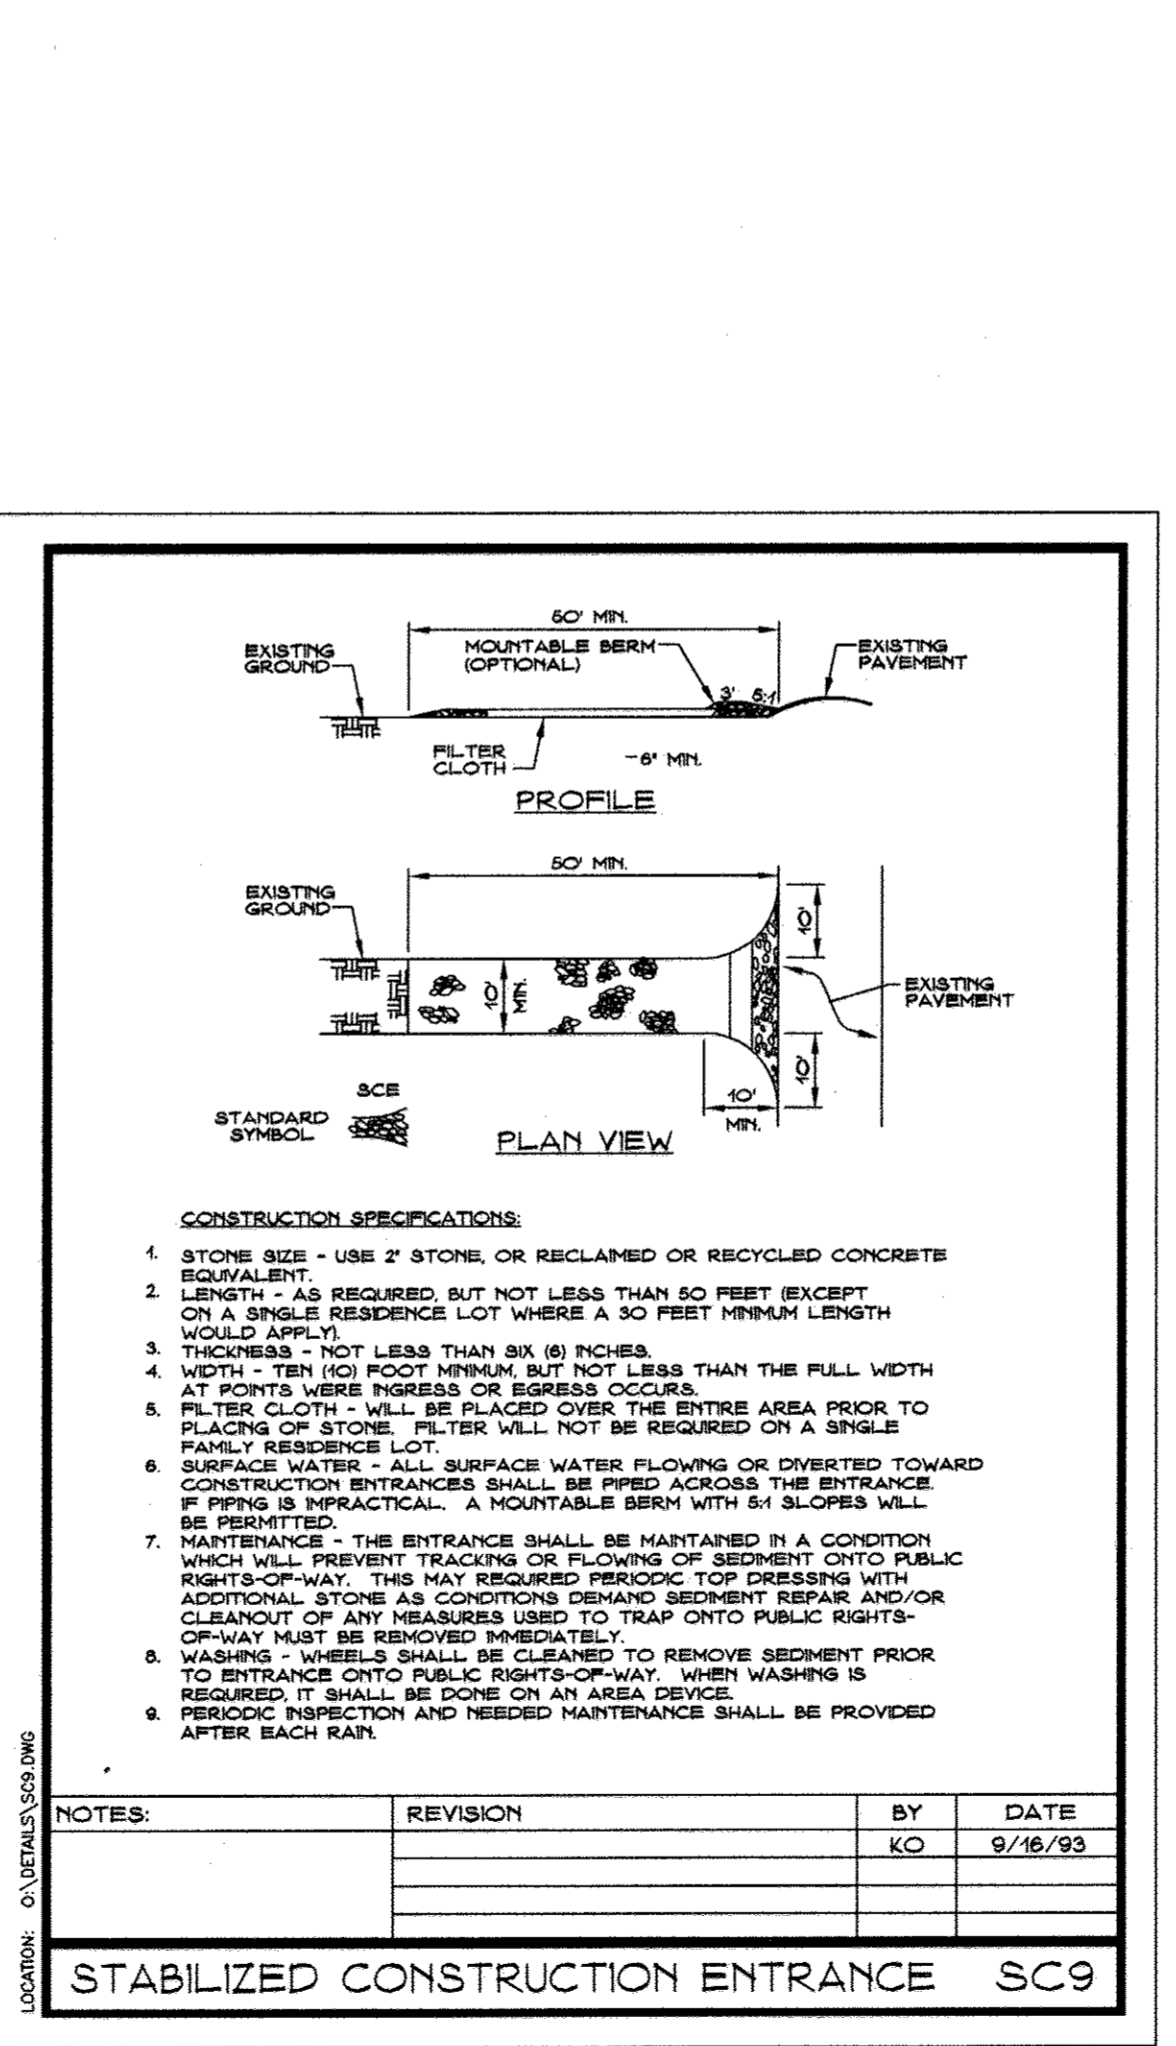 50' MIN.
EXISTING
GROUND
MOUNTABLE BERM
(OPTIONAL)
EXISTING
PAVEMENT
3' 5:1
FILTER
CLOTH
6" MIN.
PROFILE
50' MIN.
EXISTING
GROUND
10'
10'
MIN.
EXISTING
PAVEMENT
10'
10'
MIN.
SCE
STANDARD
SYMBOL
PLAN VIEW
CONSTRUCTION SPECIFICATIONS:
1. STONE SIZE - USE 2" STONE, OR RECLAIMED OR RECYCLED CONCRETE
EQUIVALENT.
2. LENGTH - AS REQUIRED, BUT NOT LESS THAN 50 FEET (EXCEPT
ON A SINGLE RESIDENCE LOT WHERE A 30 FEET MINIMUM LENGTH
WOULD APPLY).
3. THICKNESS - NOT LESS THAN SIX (6) INCHES.
4. WIDTH - TEN (10) FOOT MINIMUM, BUT NOT LESS THAN THE FULL WIDTH
AT POINTS WERE INGRESS OR EGRESS OCCURS.
5. FILTER CLOTH - WILL BE PLACED OVER THE ENTIRE AREA PRIOR TO
PLACING OF STONE. FILTER WILL NOT BE REQUIRED ON A SINGLE
FAMILY RESIDENCE LOT.
6. SURFACE WATER - ALL SURFACE WATER FLOWING OR DIVERTED TOWARD
CONSTRUCTION ENTRANCES SHALL BE PIPED ACROSS THE ENTRANCE.
IF PIPING IS IMPRACTICAL. A MOUNTABLE BERM WITH 5:1 SLOPES WILL
BE PERMITTED.
7. MAINTENANCE - THE ENTRANCE SHALL BE MAINTAINED IN A CONDITION
WHICH WILL PREVENT TRACKING OR FLOWING OF SEDIMENT ONTO PUBLIC
RIGHTS-OF-WAY. THIS MAY REQUIRED PERIODIC TOP DRESSING WITH
ADDITIONAL STONE AS CONDITIONS DEMAND SEDIMENT REPAIR AND/OR
CLEANOUT OF ANY MEASURES USED TO TRAP ONTO PUBLIC RIGHTS-
OF-WAY MUST BE REMOVED IMMEDIATELY.
8. WASHING - WHEELS SHALL BE CLEANED TO REMOVE SEDIMENT PRIOR
TO ENTRANCE ONTO PUBLIC RIGHTS-OF-WAY. WHEN WASHING IS
REQUIRED, IT SHALL BE DONE ON AN AREA DEVICE.
9. PERIODIC INSPECTION AND NEEDED MAINTENANCE SHALL BE PROVIDED
AFTER EACH RAIN.
LOCATION: O:\DETAILS\SC9.DWG
NOTES: REVISION BY DATE
KO 9/16/93
STABILIZED CONSTRUCTION ENTRANCE SC9